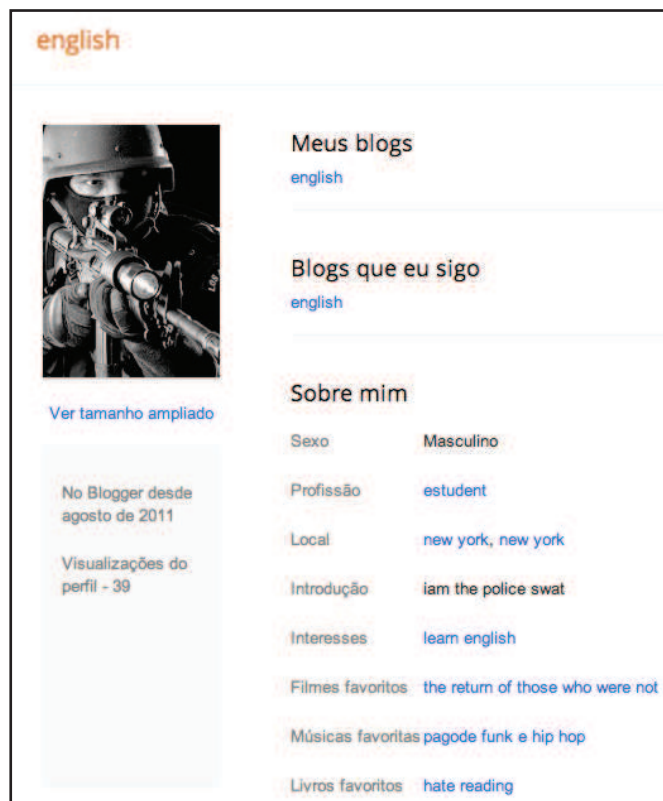 english
Meus blogs
english
Blogs que eu sigo
english
Ver tamanho ampliado
No Blogger desde
agosto de 2011
Visualizações do
perfil - 39
Sobre mim
Sexo Masculino
Profissão estudent
Local new york, new york
Introdução iam the police swat
Interesses learn english
Filmes favoritos the return of those who were not
Músicas favoritas pagode funk e hip hop
Livros favoritos hate reading